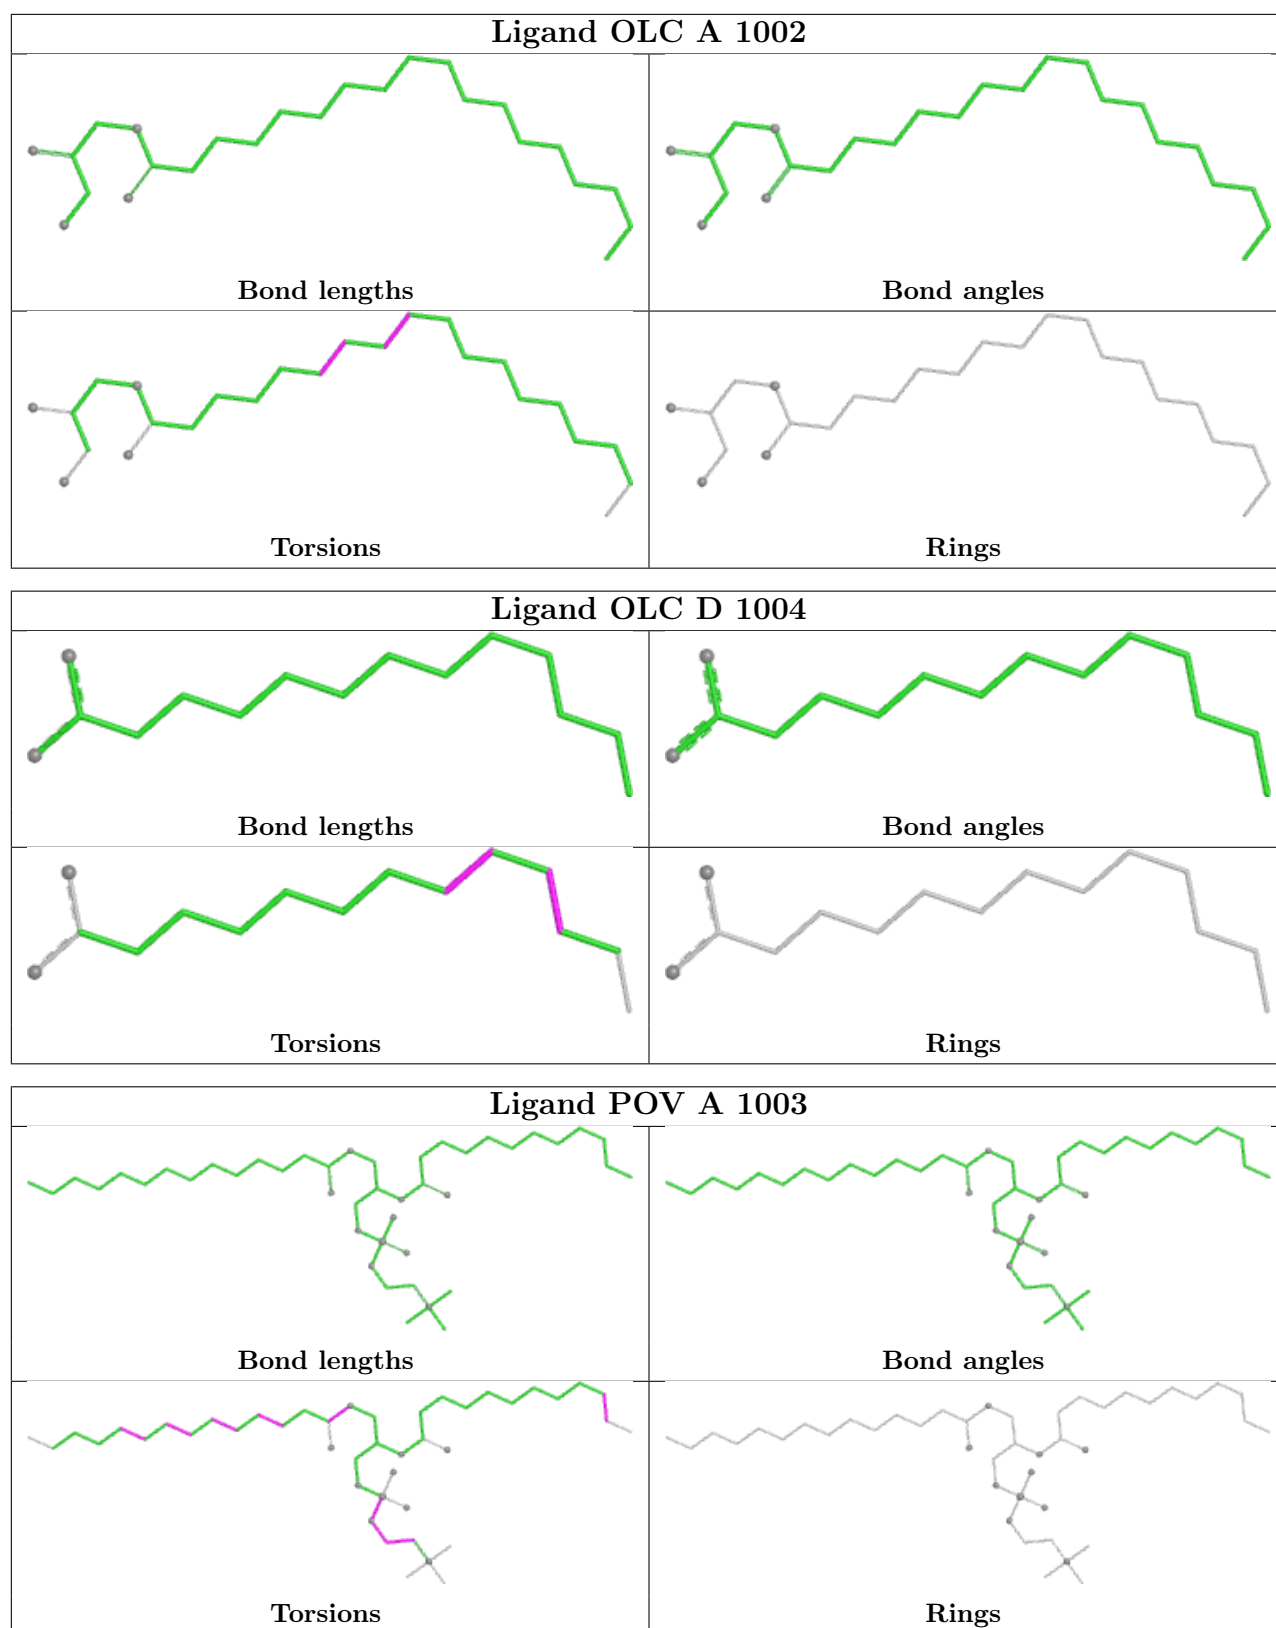 Ligand OLC A 1002
Bond lengths
Bond angles
Torsions
Rings
Ligand OLC D 1004
Bond lengths
Bond angles
Torsions
Rings
Ligand POV A 1003
Bond lengths
Bond angles
Torsions
Rings